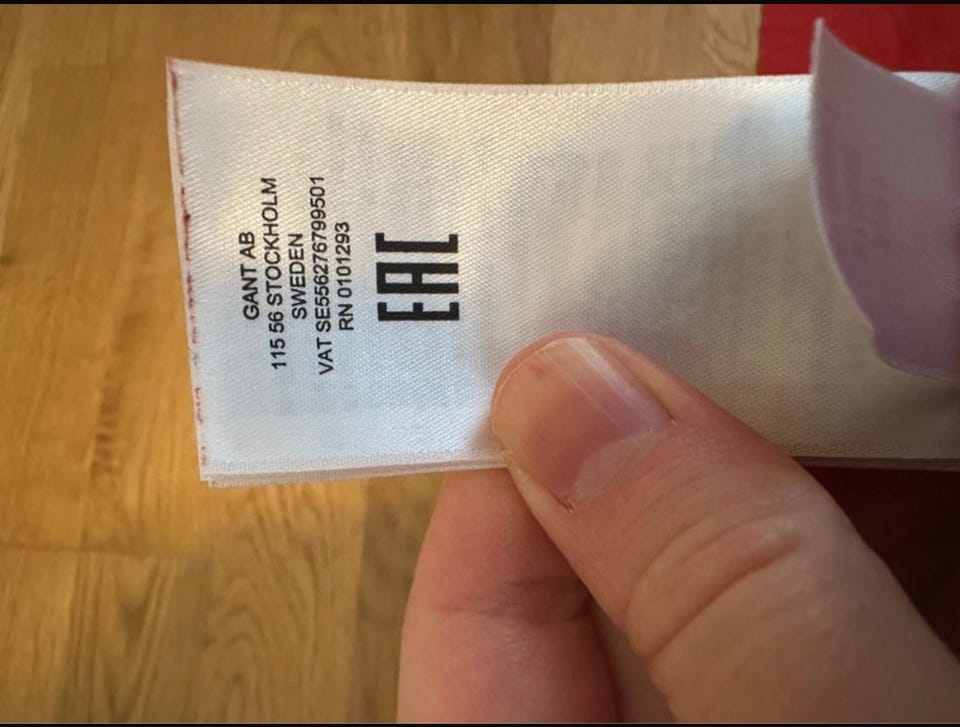 GANT AB
115 56 STOCKHOLM
SWEDEN
VAT SE556276799501
RN 0101293
EAC